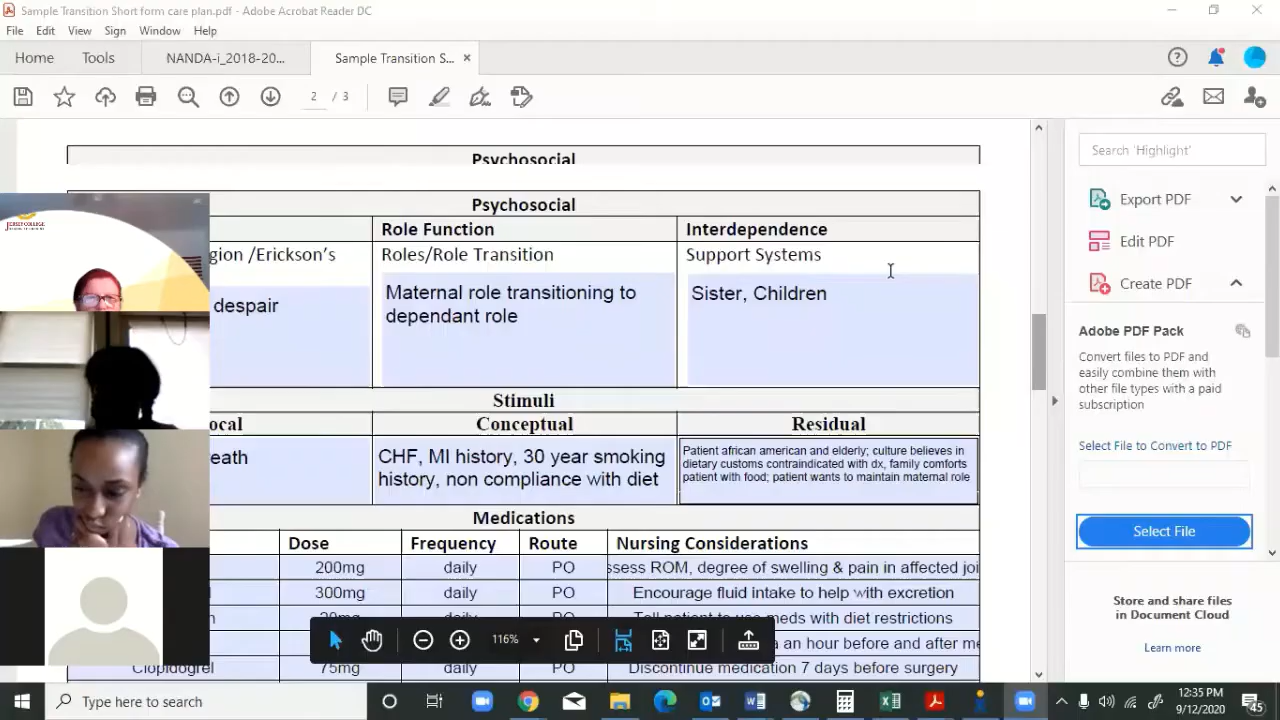 Sample Transition Short form care plan.pdf - Adobe Acrobat Reader DC
File Edit View Sign Window Help
Home Tools NANDA-i_2018-20... Sample Transition S... ×
2 / 3
Search 'Highlight'
Export PDF
Edit PDF
Create PDF
Adobe PDF Pack
Convert files to PDF and
easily combine them with
other file types with a paid
subscription
Select File to Convert to PDF
Select File
Store and share files
in Document Cloud
Learn more
Psychosocial
Psychosocial
Role Function Interdependence
gion /Erickson's Roles/Role Transition Support Systems
despair
Maternal role transitioning to
dependant role
Sister, Children
Stimuli
ocal Conceptual Residual
eath
CHF, MI history, 30 year smoking
history, non compliance with diet
Patient african american and elderly; culture believes in
dietary customs contraindicated with dx, family comforts
patient with food; patient wants to maintain maternal role
Medications
Dose Frequency Route Nursing Considerations
200mg daily PO ssess ROM, degree of swelling & pain in affected joi
300mg daily PO Encourage fluid intake to help with excretion
20mg daily PO Tell patient to use meds with diet restrictions
an hour before and after me
Clopidogrel 75mg daily PO Discontinue medication 7 days before surgery
116%
JERSEY COLLEGE
Type here to search
12:35 PM
9/12/2020
45